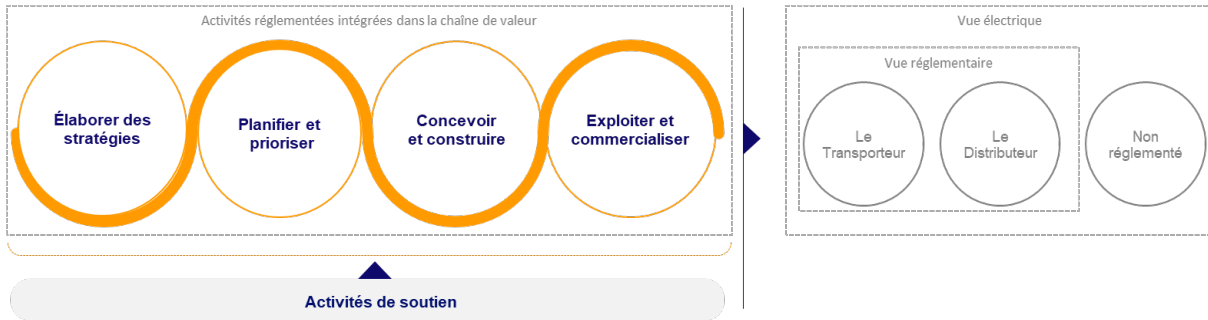 Activités réglementées intégrées dans la chaîne de valeur
Élaborer des
stratégies
Planifier et
prioriser
Concevoir
et construire
Exploiter et
commercialiser
Activités de soutien
Vue électrique
Vue réglementaire
Le
Transporteur
Le
Distributeur
Non
réglementé